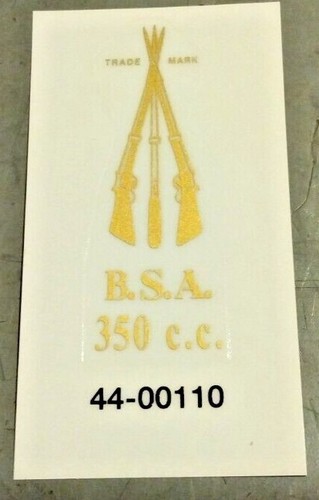 TRADE MARK
B.S.A.
350 c.c.
44-00110